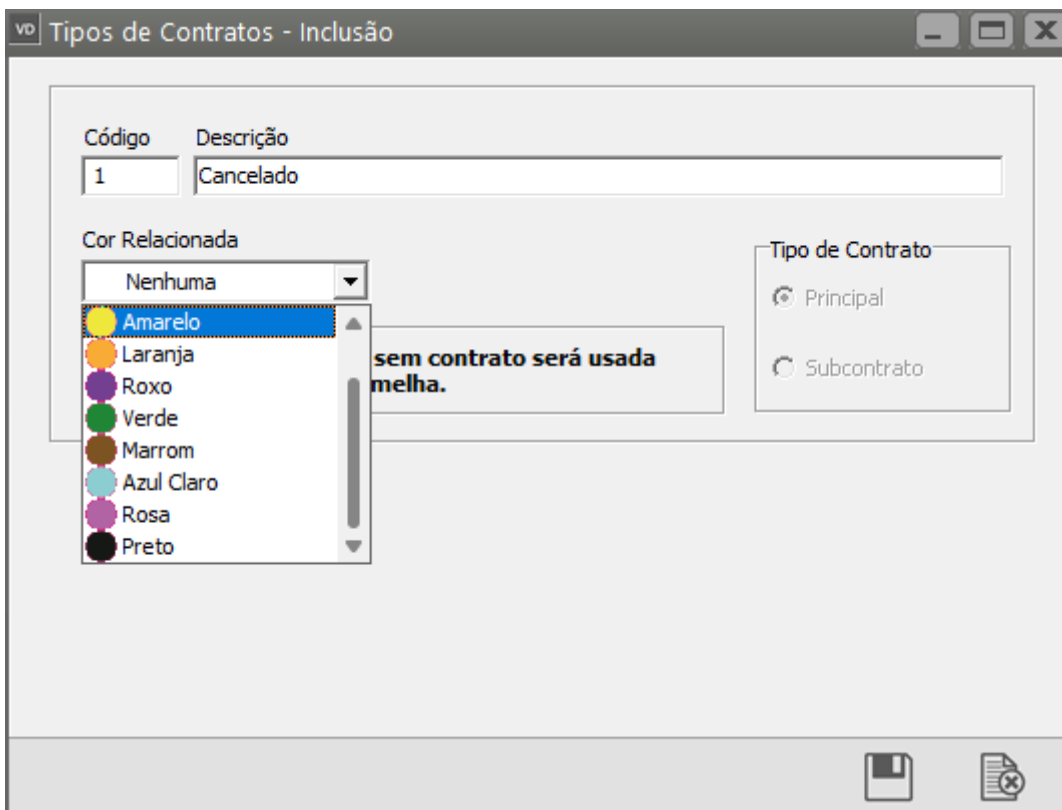 VD Tipos de Contratos - Inclusão
Código Descrição
1 Cancelado
Cor Relacionada
Tipo de Contrato
Nenhuma
Principal
Amarelo
Laranja
sem contrato será usada
Subcontrato
Roxo
melha.
Verde
Marrom
Azul Claro
Rosa
Preto